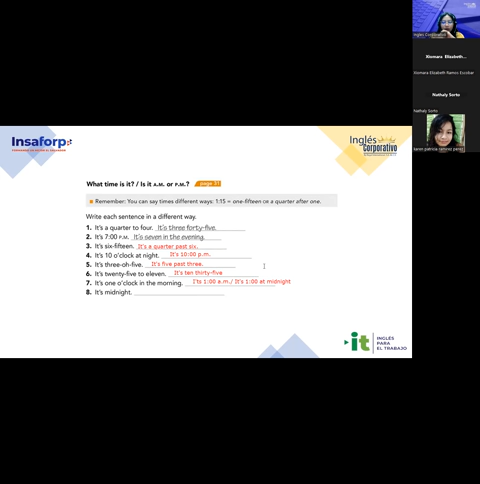 Ingles Corporativo
Xiomara Elizabeth...
Xiomara Elizabeth Ramos Escobar
Nathaly Sorto
Nathaly Sorto
karen patricia ramirez perez
Insaforp
Inglés
Corporativo
What time is it? / Is it A.M. or P.M.? page 31
Remember: You can say times different ways: 1:15 = one-fifteen OR a quarter after one.
Write each sentence in a different way.
1. It's a quarter to four. It's three forty-five.
2. It's 7:00 P.M. It's seven in the evening.
3. It's six-fifteen. It's a quarter past six.
4. It's 10 o'clock at night. It's 10:00 p.m.
5. It's three-oh-five. It's five past three.
6. It's twenty-five to eleven. It's ten thirty-five
7. It's one o'clock in the morning. I'ts 1:00 a.m./ It's 1:00 at midnight
8. It's midnight.
it
INGLÉS
PARA
EL TRABAJO